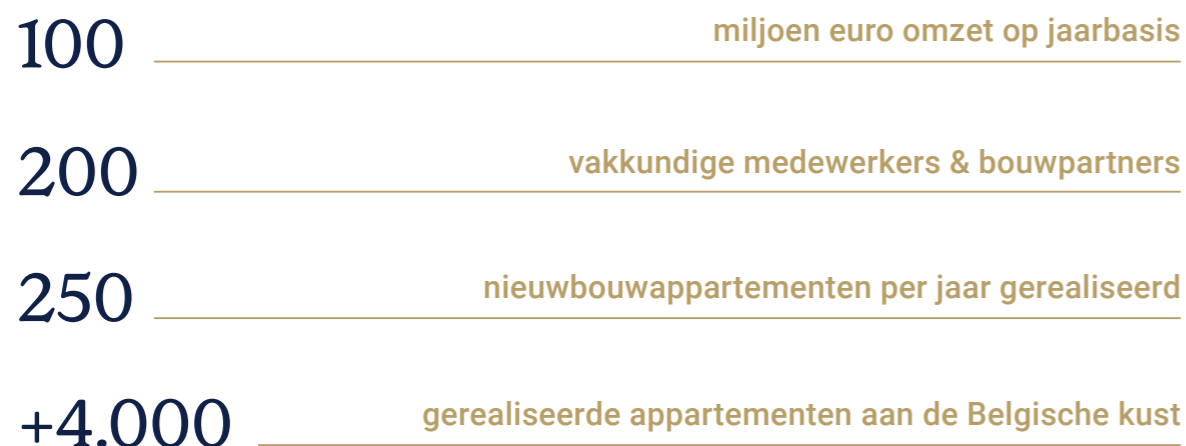 100
miljoen euro omzet op jaarbasis
200
vakkundige medewerkers & bouwpartners
250
nieuwbouwappartementen per jaar gerealiseerd
+4.000
gerealiseerde appartementen aan de Belgische kust